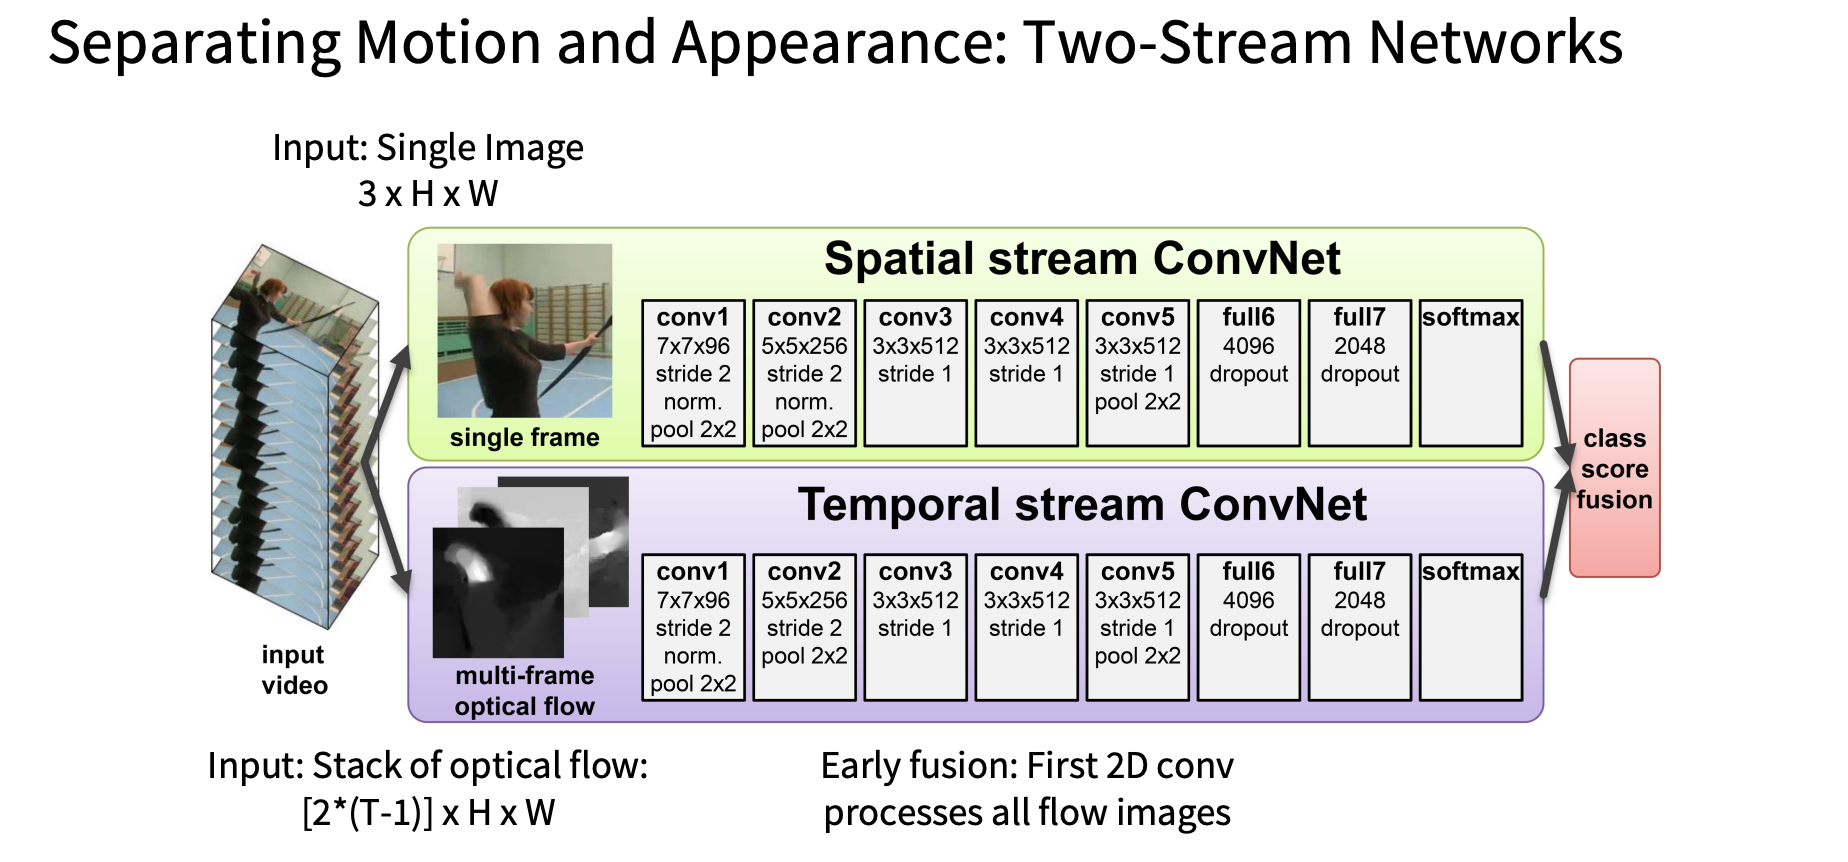 Separating Motion and Appearance: Two-Stream Networks
Input: Single Image
3 x H x W
Spatial stream ConvNet
single frame
conv1
7x7x96
stride 2
norm.
pool 2x2
conv2
5x5x256
stride 2
norm.
pool 2x2
conv3
3x3x512
stride 1
conv4
3x3x512
stride 1
conv5
3x3x512
stride 1
pool 2x2
full6
4096
dropout
full7
2048
dropout
softmax
input
video
Temporal stream ConvNet
multi-frame
optical flow
conv1
7x7x96
stride 2
norm.
pool 2x2
conv2
5x5x256
stride 2
pool 2x2
conv3
3x3x512
stride 1
conv4
3x3x512
stride 1
conv5
3x3x512
stride 1
pool 2x2
full6
4096
dropout
full7
2048
dropout
softmax
class
score
fusion
Input: Stack of optical flow:
[2*(T-1)] x H x W
Early fusion: First 2D conv
processes all flow images